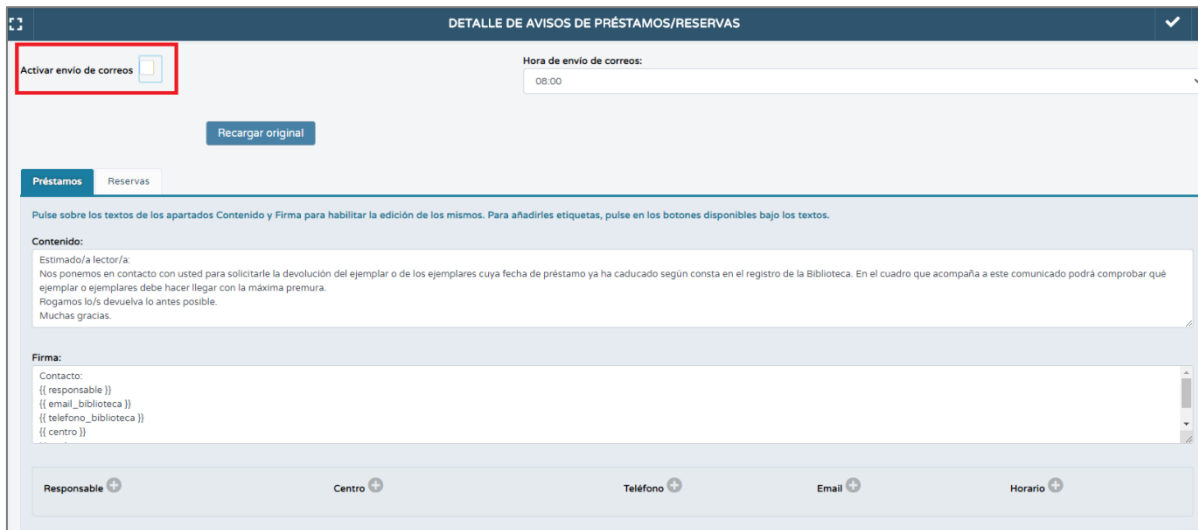 DETALLE DE AVISOS DE PRÉSTAMOS/RESERVAS
Activar envío de correos
Hora de envío de correos:
08:00
Recargar original
Préstamos
Reservas
Pulse sobre los textos de los apartados Contenido y Firma para habilitar la edición de los mismos. Para añadirles etiquetas, pulse en los botones disponibles bajo los textos.
Contenido:
Estimado/a lector/a:
Nos ponemos en contacto con usted para solicitarle la devolución del ejemplar o de los ejemplares cuya fecha de préstamo ya ha caducado según consta en el registro de la Biblioteca. En el cuadro que acompaña a este comunicado podrá comprobar qué
ejemplar o ejemplares debe hacer llegar con la máxima premura.
Rogamos lo/s devuelva lo antes posible.
Muchas gracias.
Firma:
Contacto:
{{ responsable }}
{{ email_biblioteca }}
{{ telefono_biblioteca }}
{{ centro }}
Responsable
Centro
Teléfono
Email
Horario